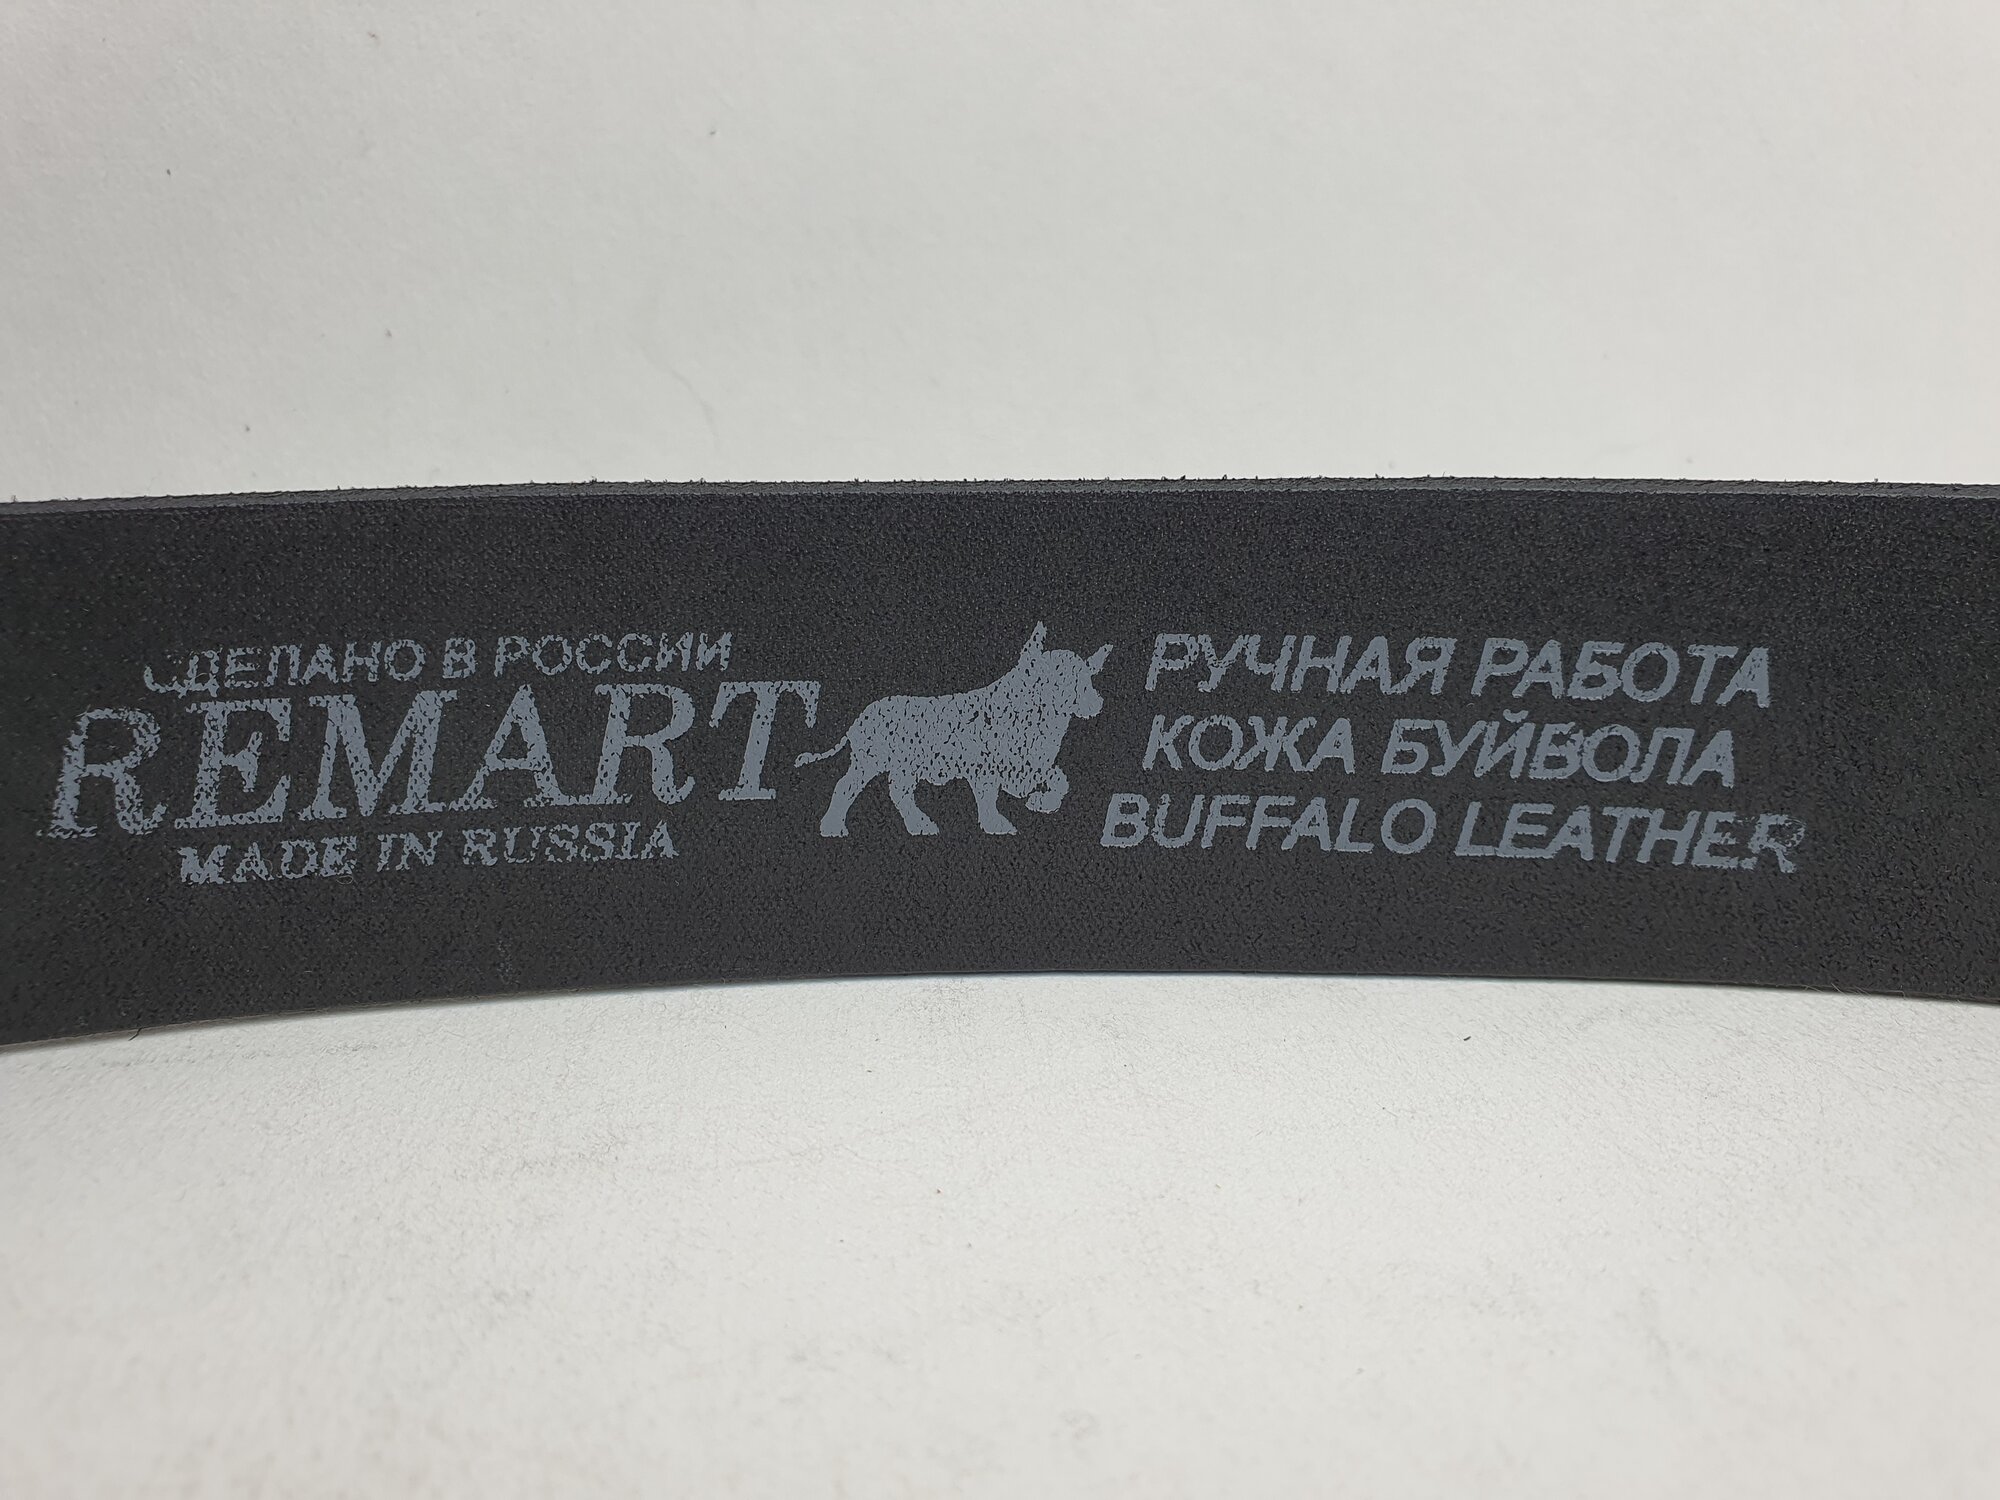 СДЕЛАНО В РОССИИ
REMART
MADE IN RUSSIA
РУЧНАЯ РАБОТА
КОЖА БУЙВОЛА
BUFFALO LEATHER